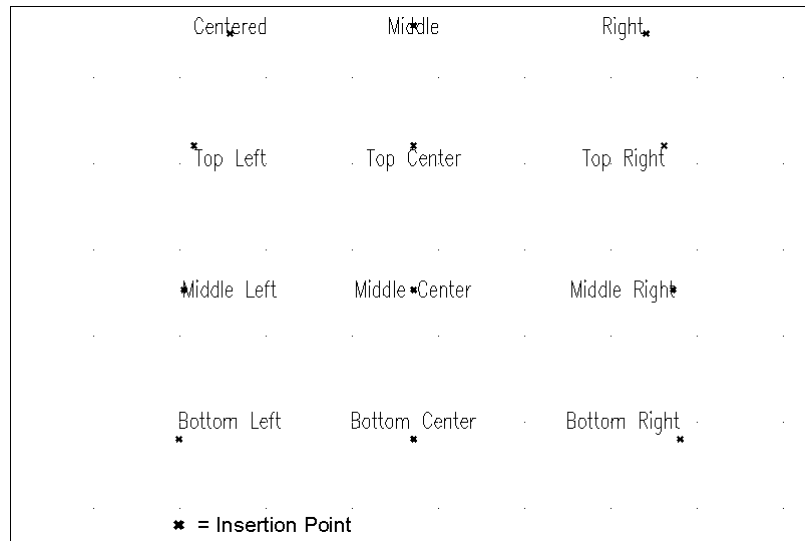 Centered Middle Right
Top Left Top Center Top Right
Middle Left Middle Center Middle Right
Bottom Left Bottom Center Bottom Right
= Insertion Point